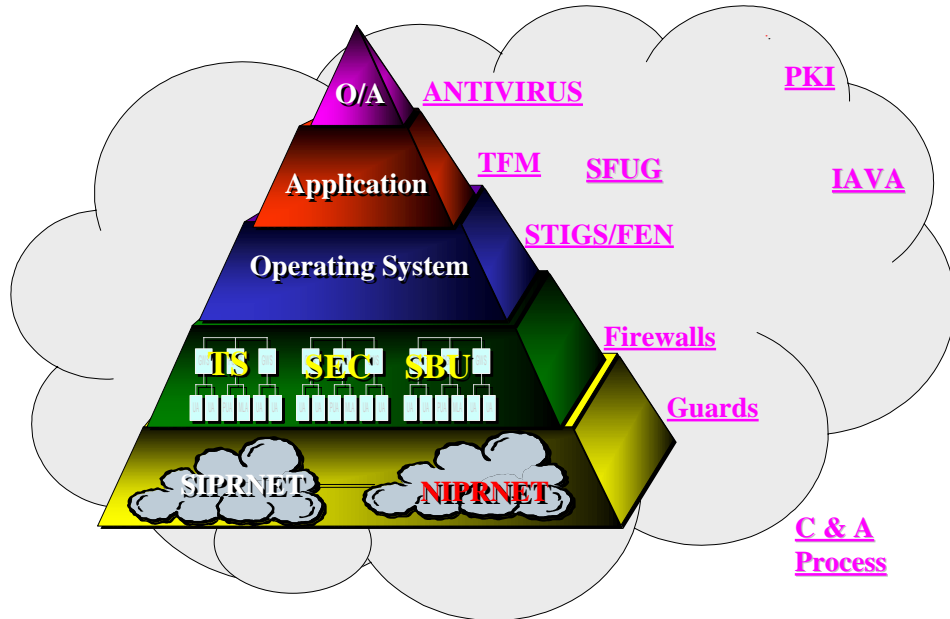 O/A
ANTIVIRUS
PKI
Application
TFM
SFUG
IAVA
Operating System
STIGS/FEN
TS
SEC
SBU
Firewalls
Guards
SIPRNET
NIPRNET
C & A
Process